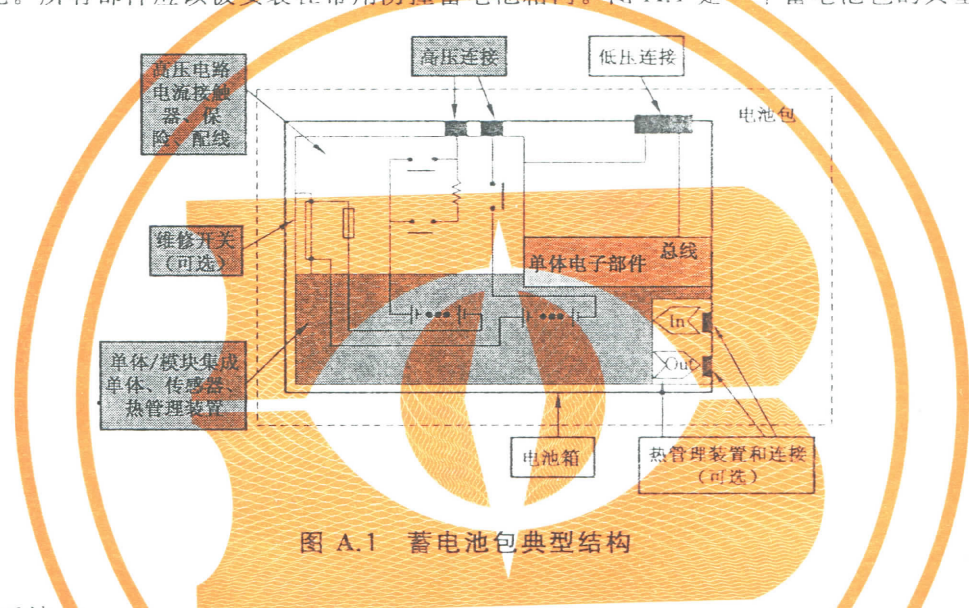 高压连接
低压连接
高压电路
电流接触
器、保
险、配线
电池包
维修开关
(可选)
总线
单体电子部件
In
Out
单体/模块集成
单体、传感器、
热管理装置
电池箱
热管理装置和连接
(可选)
图 A.1 蓄电池包典型结构